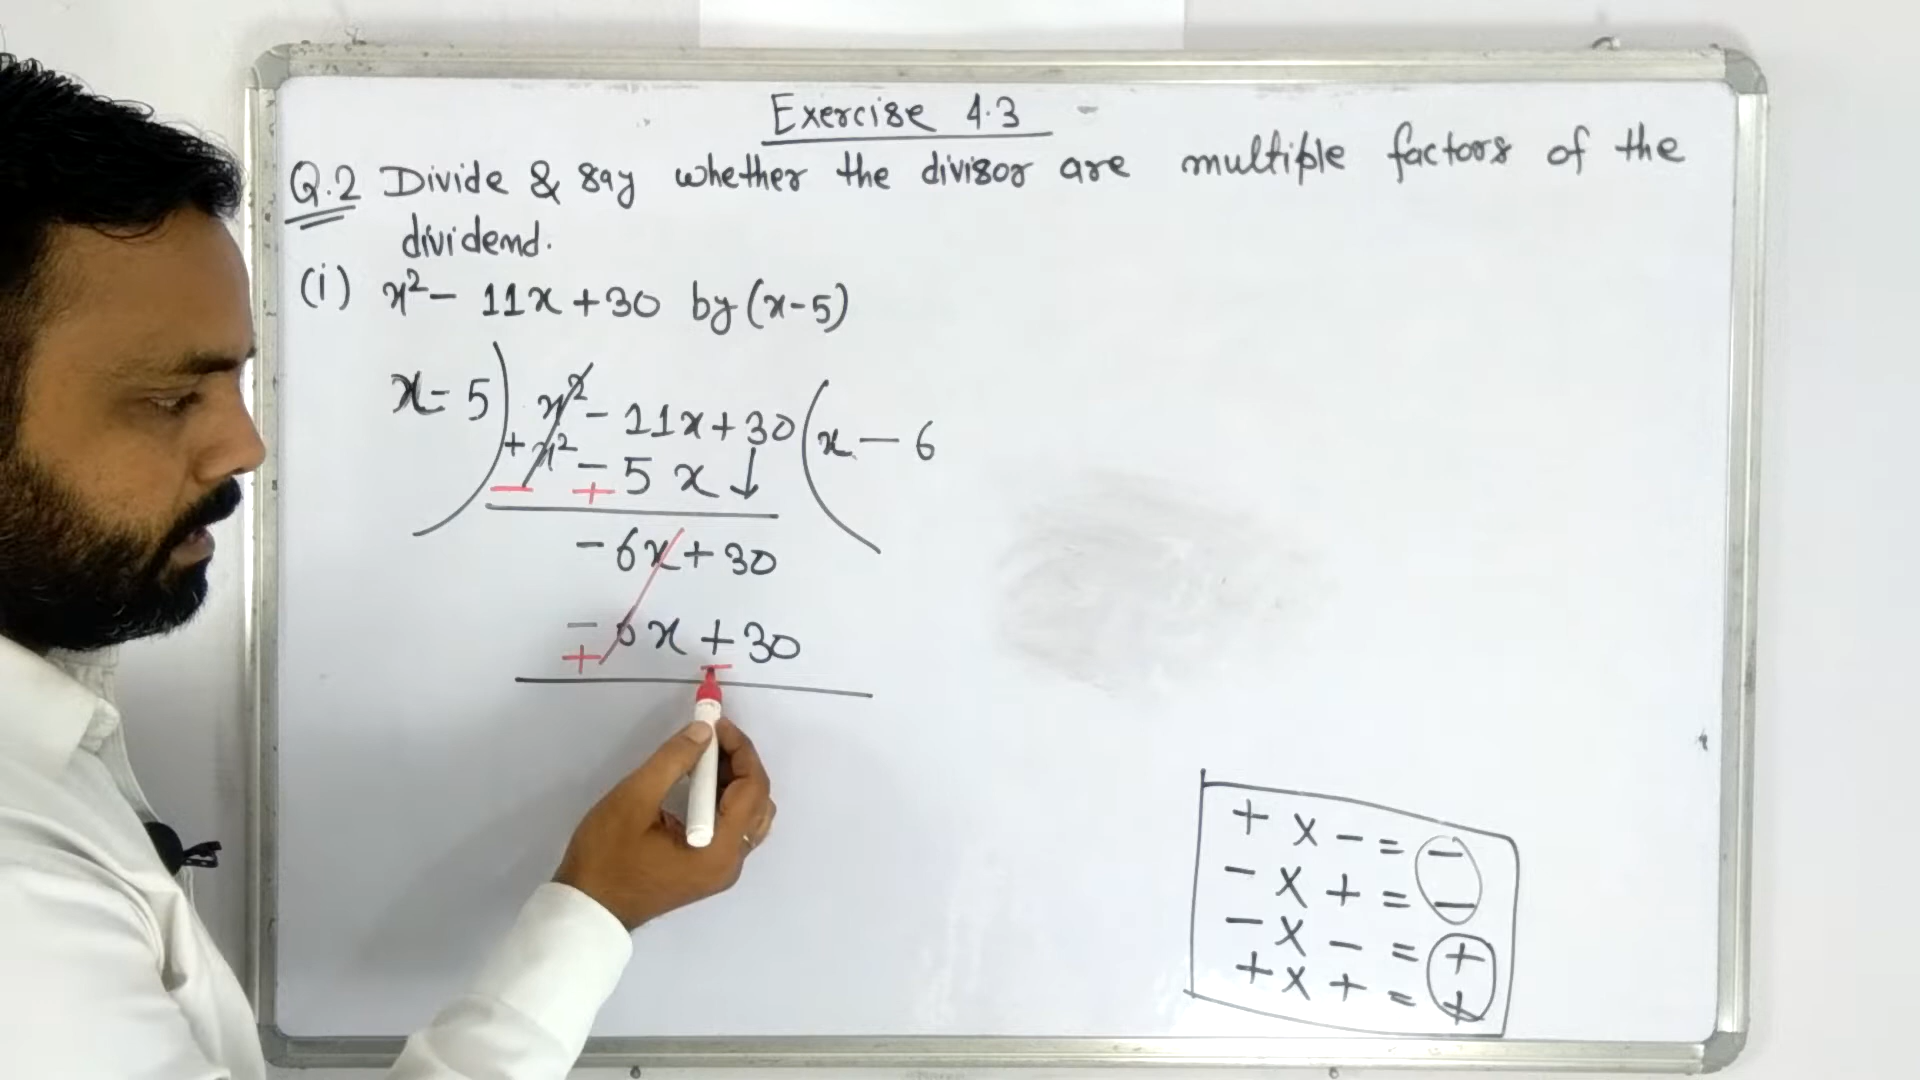 Exercise 4.3
Q.2 Divide & say whether the divisor are multiple factors of the
dividend.
(i) x² - 11x + 30 by (x-5)
x - 5 ) x² - 11x + 30 ( x - 6
+ x² - 5 x ↓
- +
- 6x + 30
- 6x + 30
+ -
+ x - = -
- x + = -
- x - = +
+ x + = +